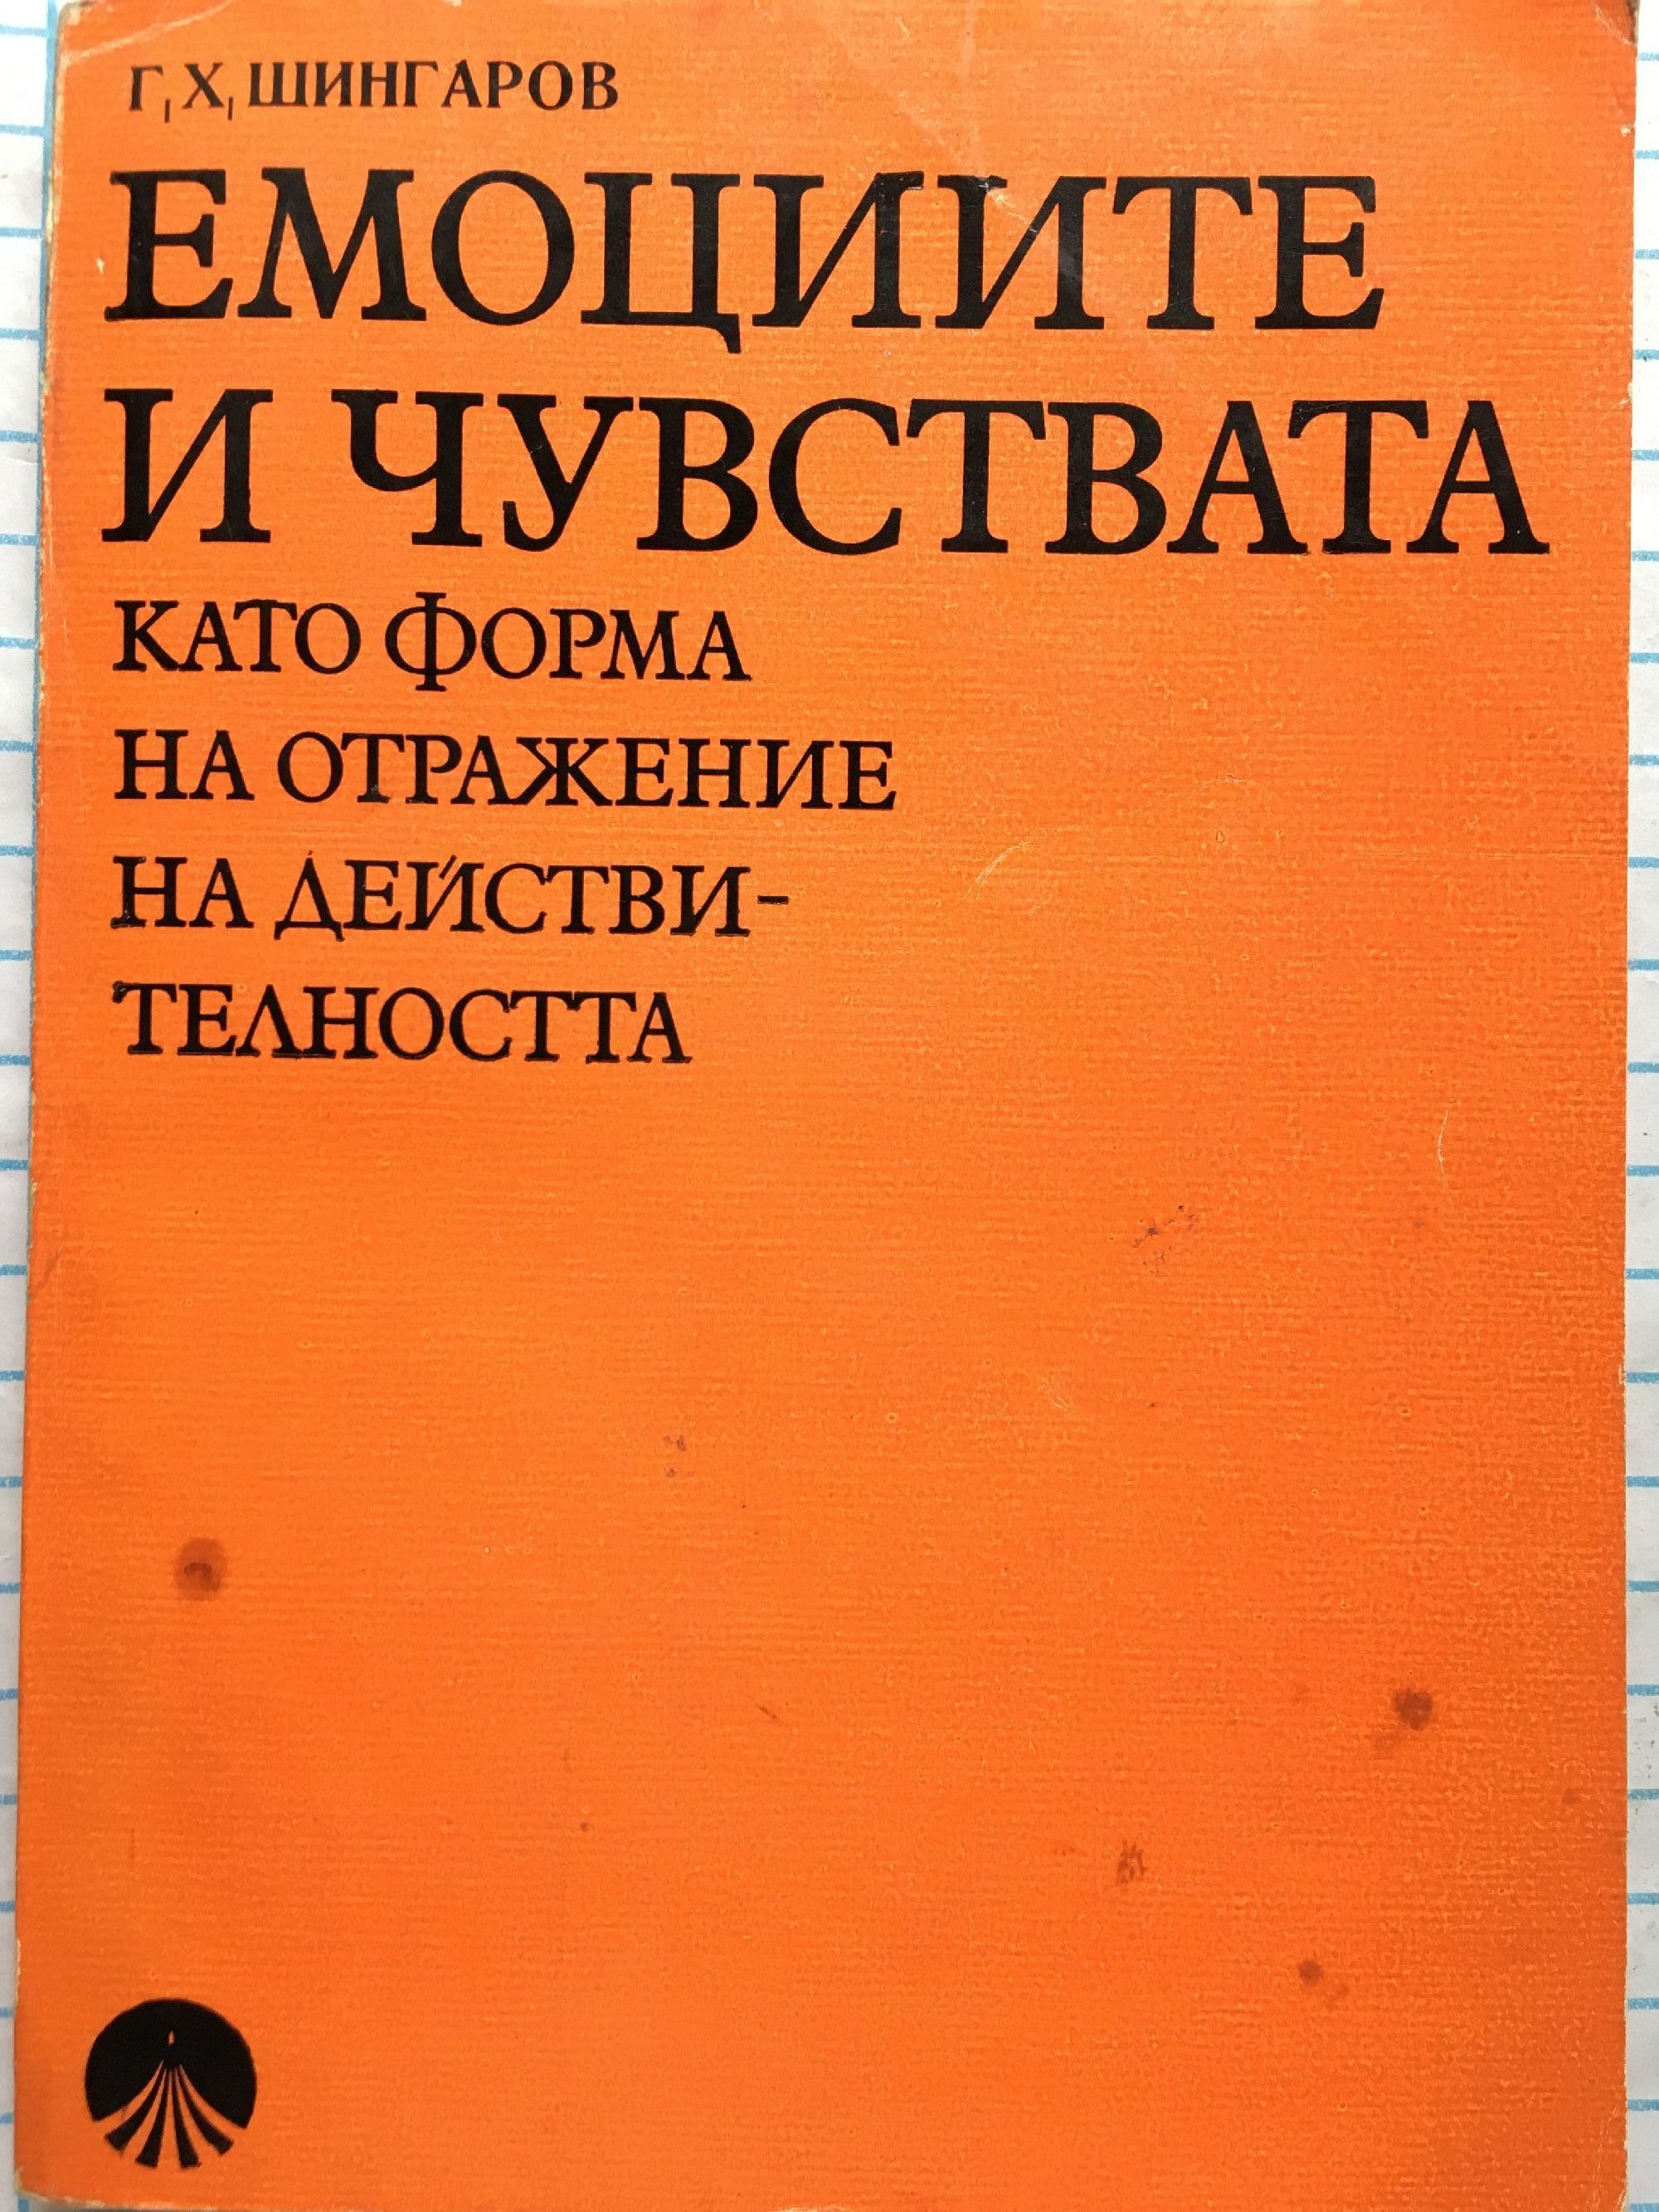 Г. Х. ШИНГАРОВ
ЕМОЦИИТЕ
И ЧУВСТВАТА
КАТО ФОРМА
НА ОТРАЖЕНИЕ
НА ДЕЙСТВИ-
ТЕЛНОСТТА